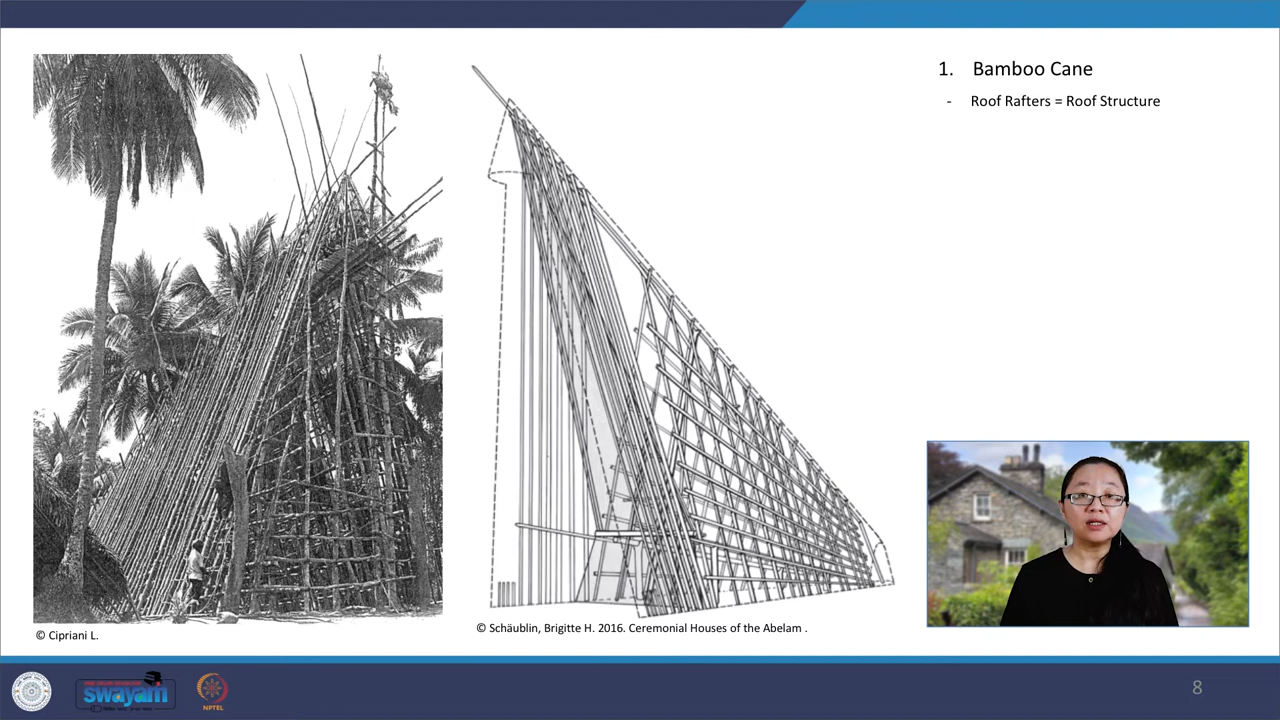 1. Bamboo Cane
- Roof Rafters = Roof Structure
© Cipriani L.
© Schäublin, Brigitte H. 2016. Ceremonial Houses of the Abelam .
swayam
NPTEL
8